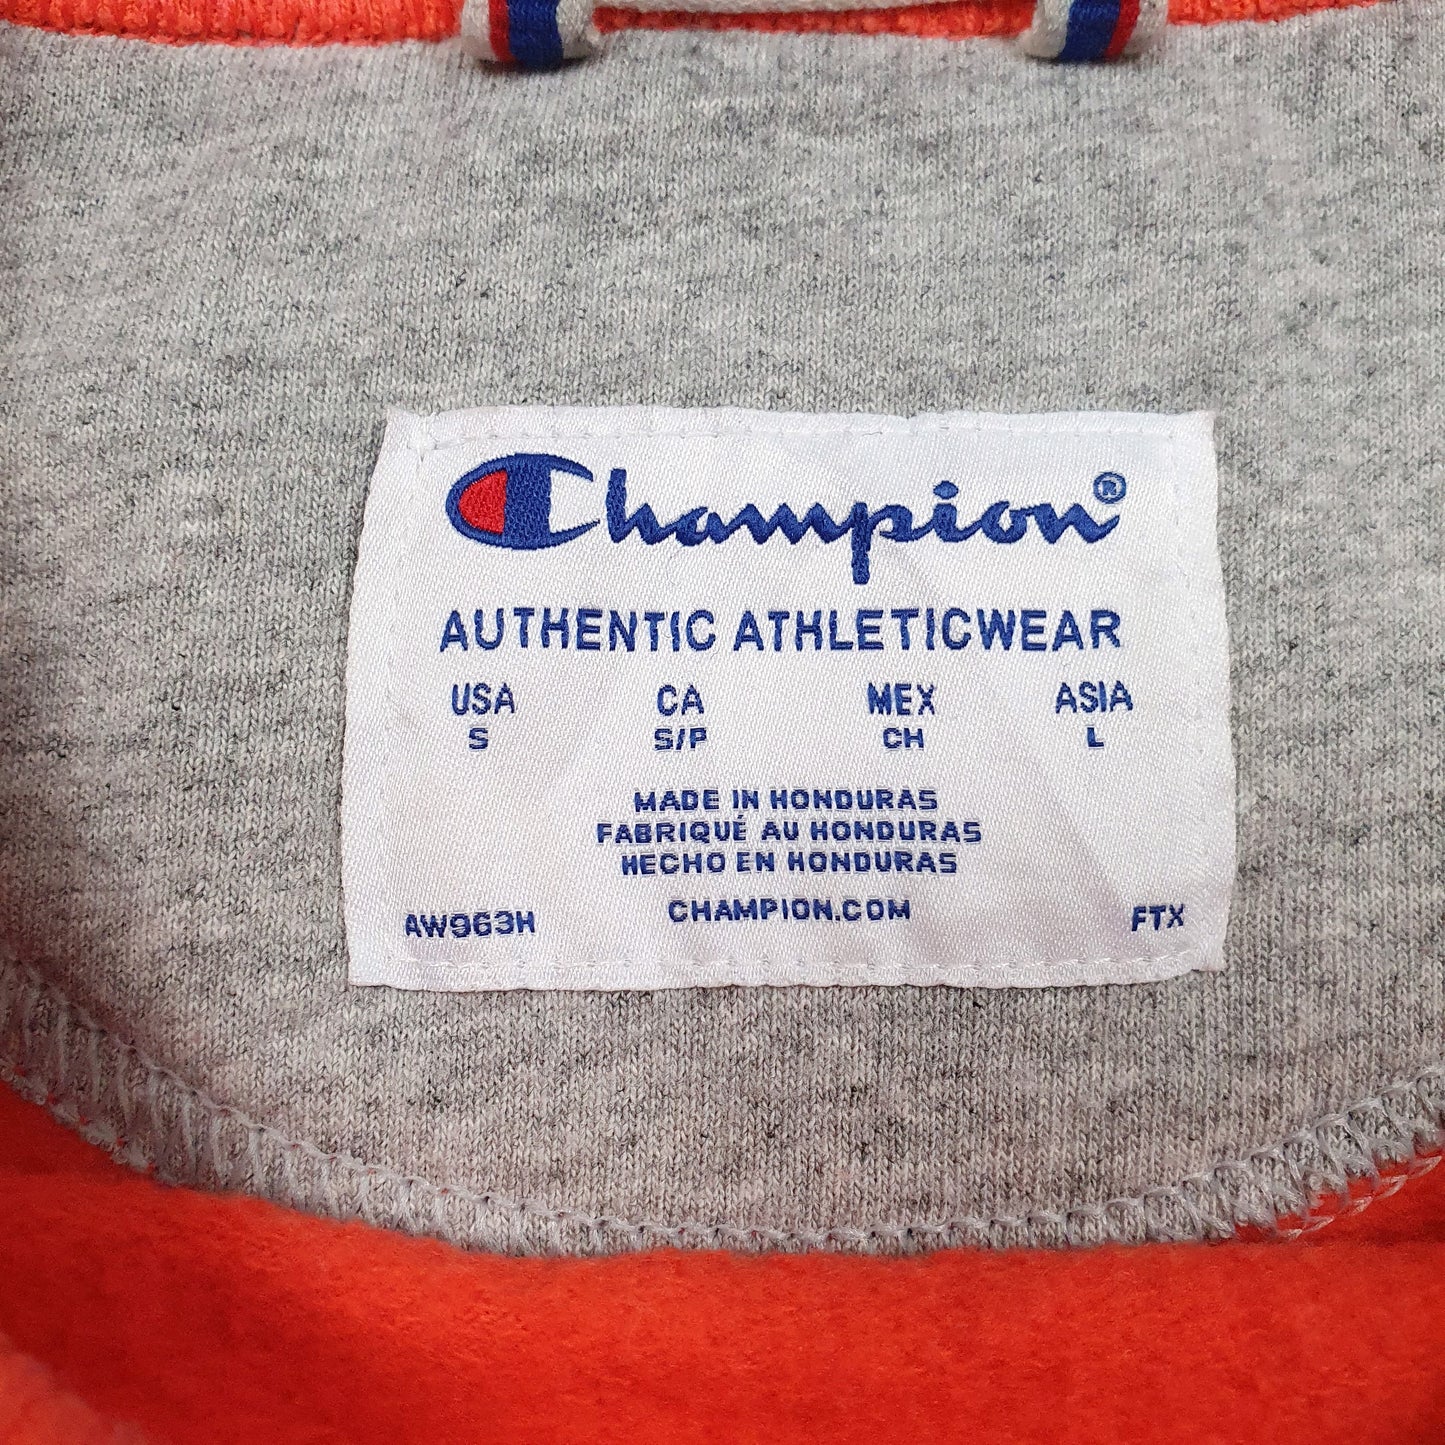 Champion®
AUTHENTIC ATHLETICWEAR
USA CA MEX ASIA
S S/P CH L
MADE IN HONDURAS
FABRIQUÉ AU HONDURAS
HECHO EN HONDURAS
AW963H CHAMPION.COM FTX